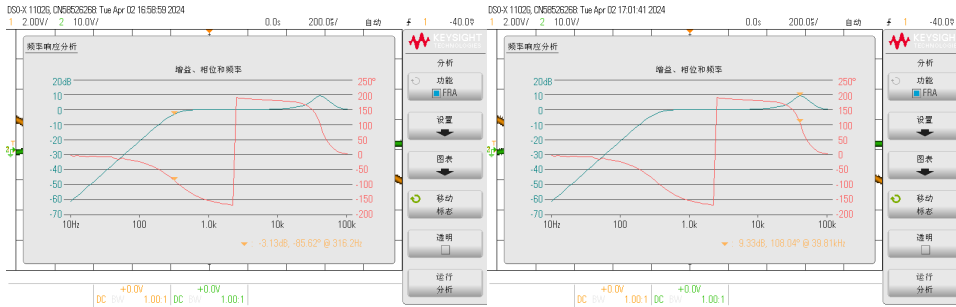 DSO-X 1102G, CN58526268: Tue Apr 02 16:58:59 2024
1 2.00V/ 2 10.0V/ 0.0s 200.0%/ 自动 1 -40.0%
频率响应分析
增益、相位和频率
20dB
10
0
-10
-20
-30
-40
-50
-60
-70
250°
200
150
100
50
0
-50
-100
-150
-200
10Hz 100 1.0k 10k 100k
-3.13dB, -85.82° @ 316.2Hz
KEYSIGHT
TECHNOLOGIES
分析
功能
FRA
设置
图表
移动
标志
透明
运行
分析
+0.0V +0.0V
DC BW 1.00:1 DC BW 1.00:1
DSO-X 1102G, CN58526268: Tue Apr 02 17:01:41 2024
1 2.00V/ 2 10.0V/ 0.0s 200.0%/ 自动 1 -40.0%
频率响应分析
增益、相位和频率
20dB
10
0
-10
-20
-30
-40
-50
-60
-70
250°
200
150
100
50
0
-50
-100
-150
-200
10Hz 100 1.0k 10k 100k
9.33dB, 108.04° @ 39.81kHz
KEYSIGHT
TECHNOLOGIES
分析
功能
FRA
设置
图表
移动
标志
透明
运行
分析
+0.0V +0.0V
DC BW 1.00:1 DC BW 1.00:1